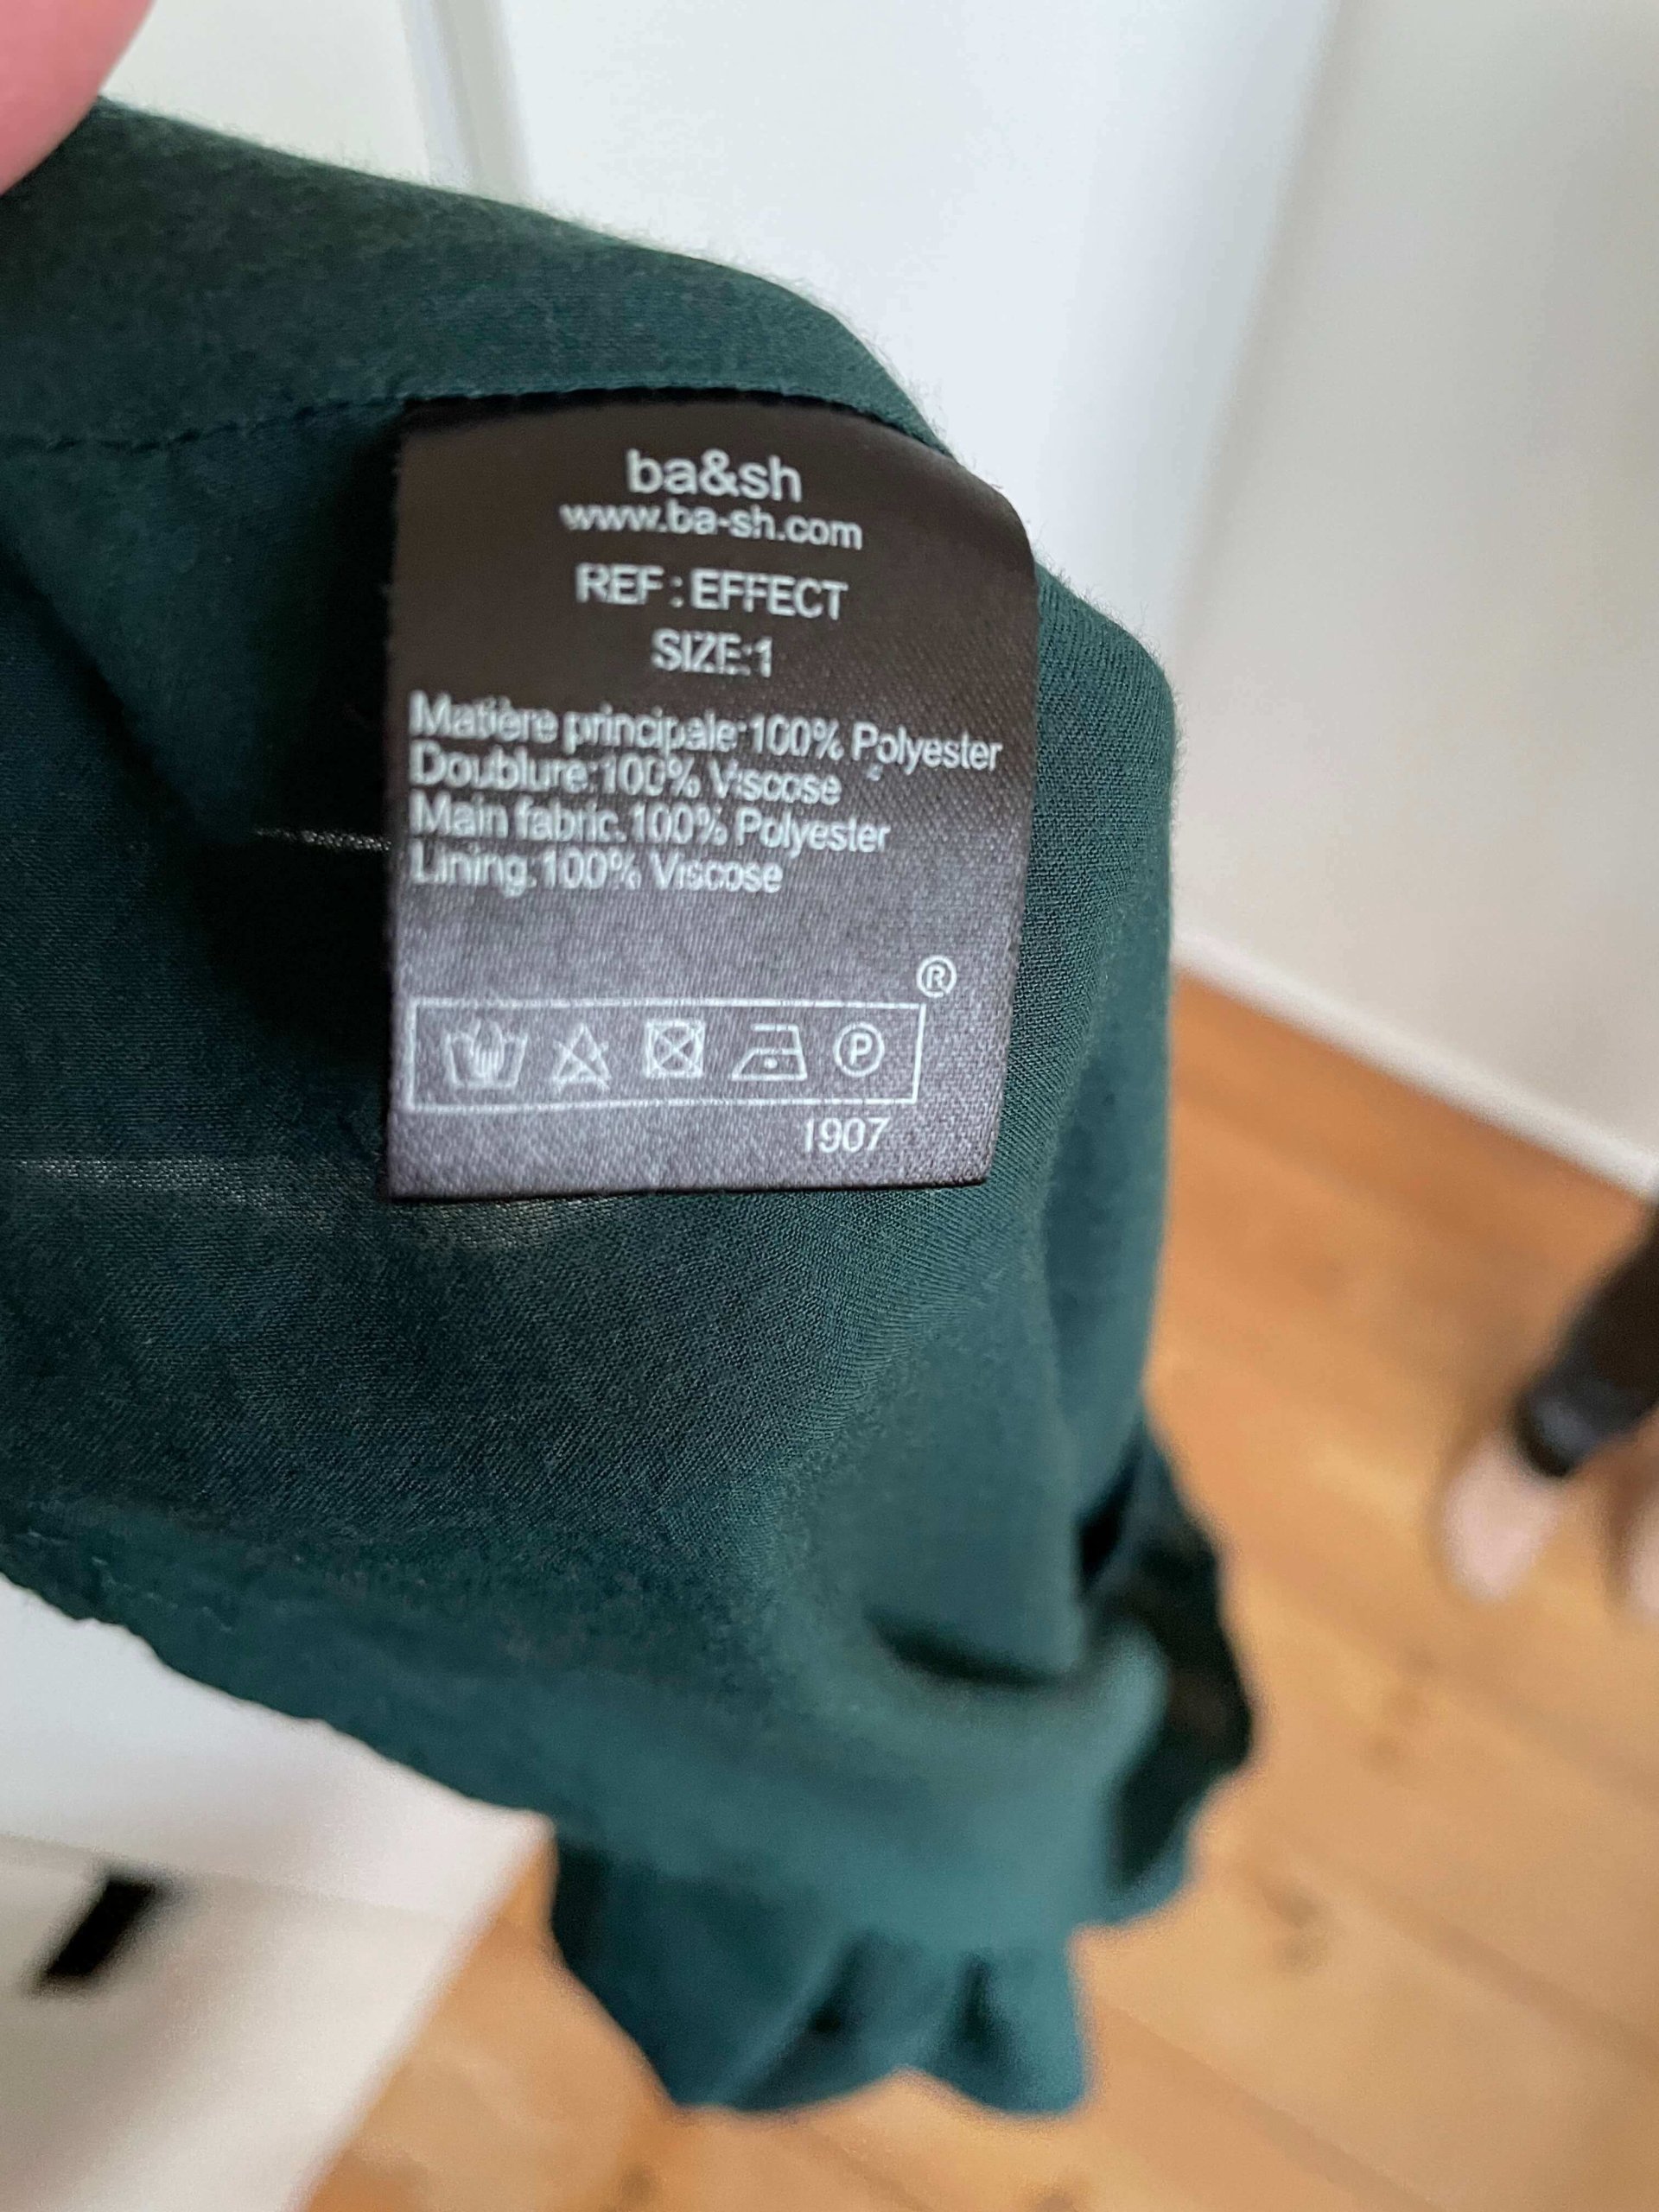 ba&sh
www.ba-sh.com
REF : EFFECT
SIZE:1
Matière principale:100% Polyester
Doublure:100% Viscose
Main fabric.100% Polyester
Lining.100% Viscose
®
P
1907